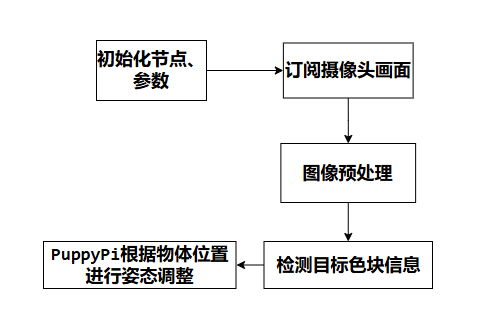 初始化节点、
参数
订阅摄像头画面
图像预处理
检测目标色块信息
PuppyPi根据物体位置
进行姿态调整